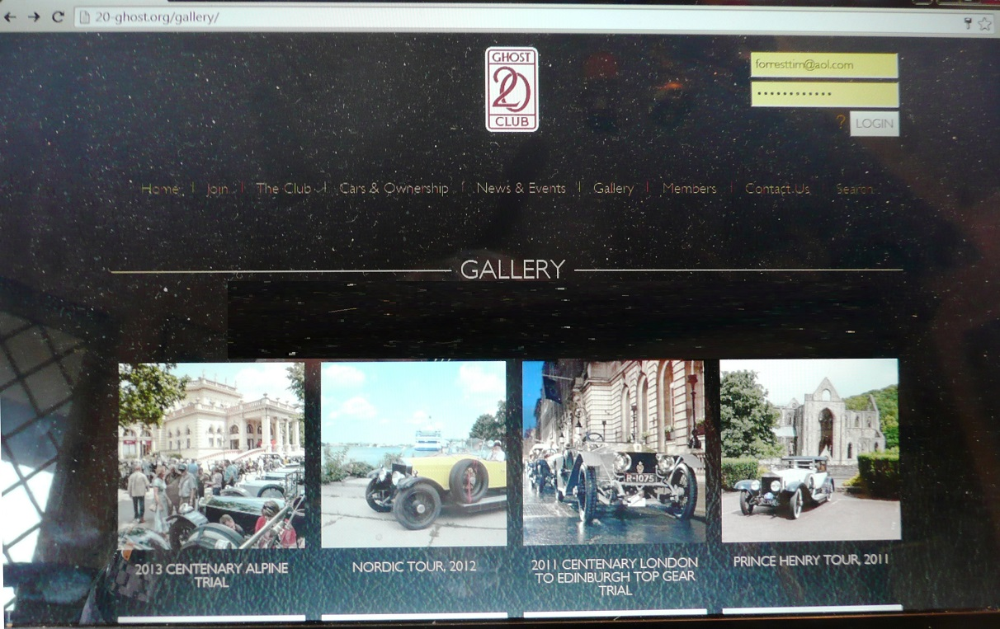 20-ghost.org/gallery/
GHOST
20
CLUB
forresttim@aol.com
? LOGIN
Home | Join | The Club | Cars & Ownership | News & Events | Gallery | Members | Contact Us Search
GALLERY
R-1075
2013 CENTENARY ALPINE
TRIAL
NORDIC TOUR, 2012
2011 CENTENARY LONDON
TO EDINBURGH TOP GEAR
TRIAL
PRINCE HENRY TOUR, 2011